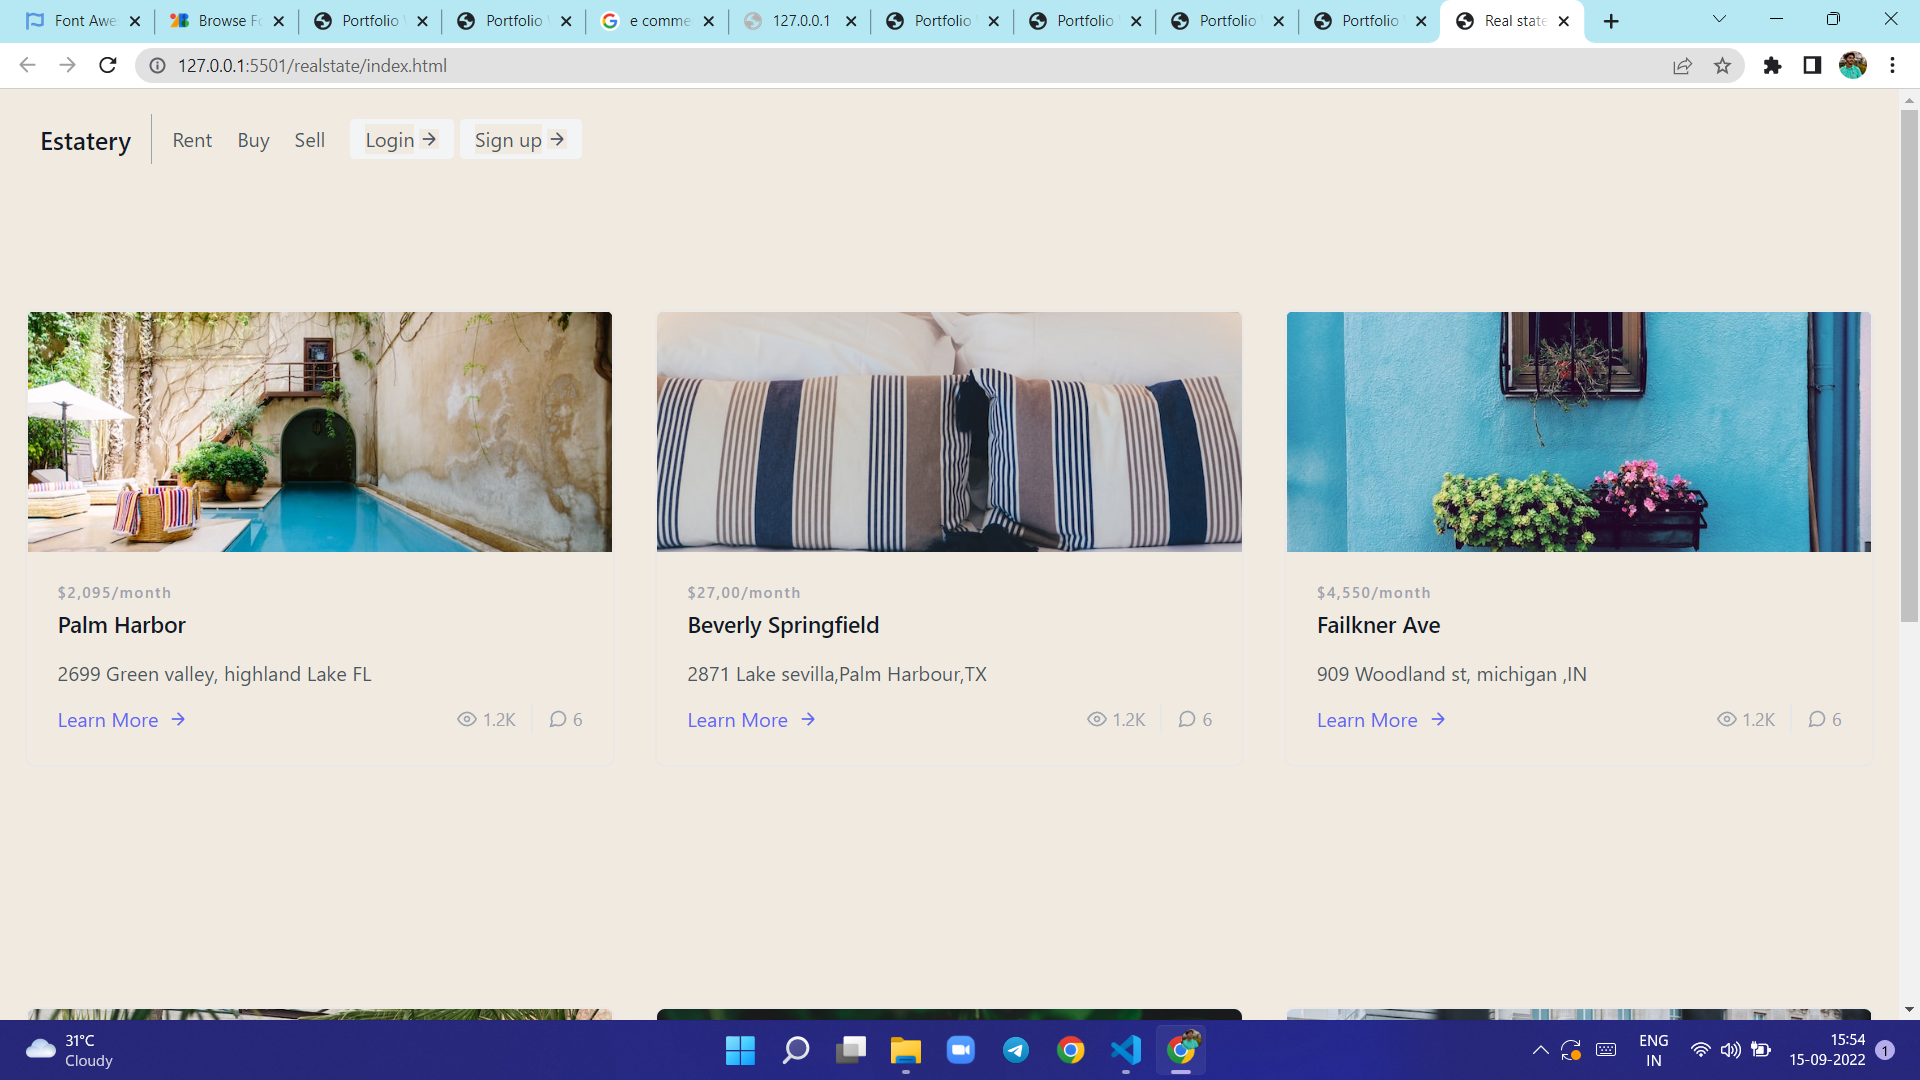 Font Awe
Browse Fo
Portfolio
Portfolio
e comme
127.0.0.1
Portfolio
Portfolio
Portfolio
Portfolio
Real state
127.0.0.1:5501/realstate/index.html
Estatery
Rent
Buy
Sell
Login
Sign up
$2,095/month
Palm Harbor
2699 Green valley, highland Lake FL
Learn More
1.2K
6
$27,00/month
Beverly Springfield
2871 Lake sevilla,Palm Harbour,TX
Learn More
1.2K
6
$4,550/month
Failkner Ave
909 Woodland st, michigan ,IN
Learn More
1.2K
6
31°C
Cloudy
ENG
IN
15:54
15-09-2022
1